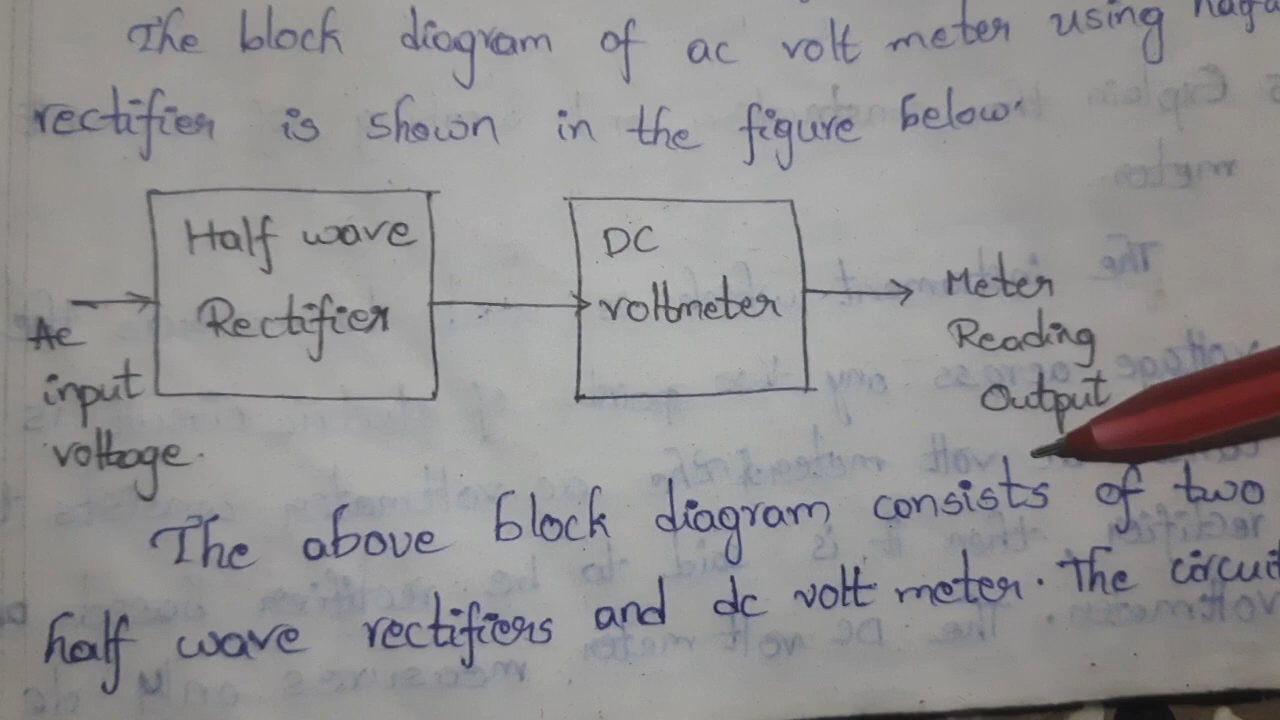 The block diagram of ac volt meter using
rectifier is shown in the figure below.
Half wave
Rectifier
DC
voltmeter
Ac
input
voltage.
Meter
Reading
Output
The above block diagram consists of two
half wave rectifiers and dc volt meter. The circuit